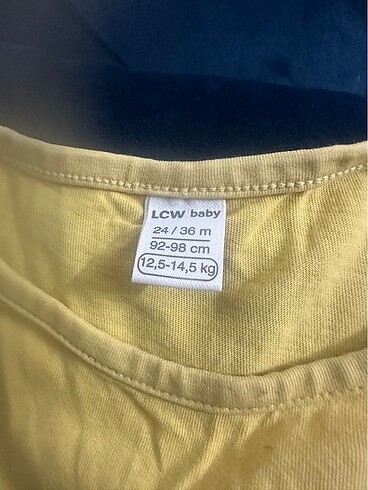 LCW baby
24 / 36 m
92-98 cm
12,5-14,5 kg